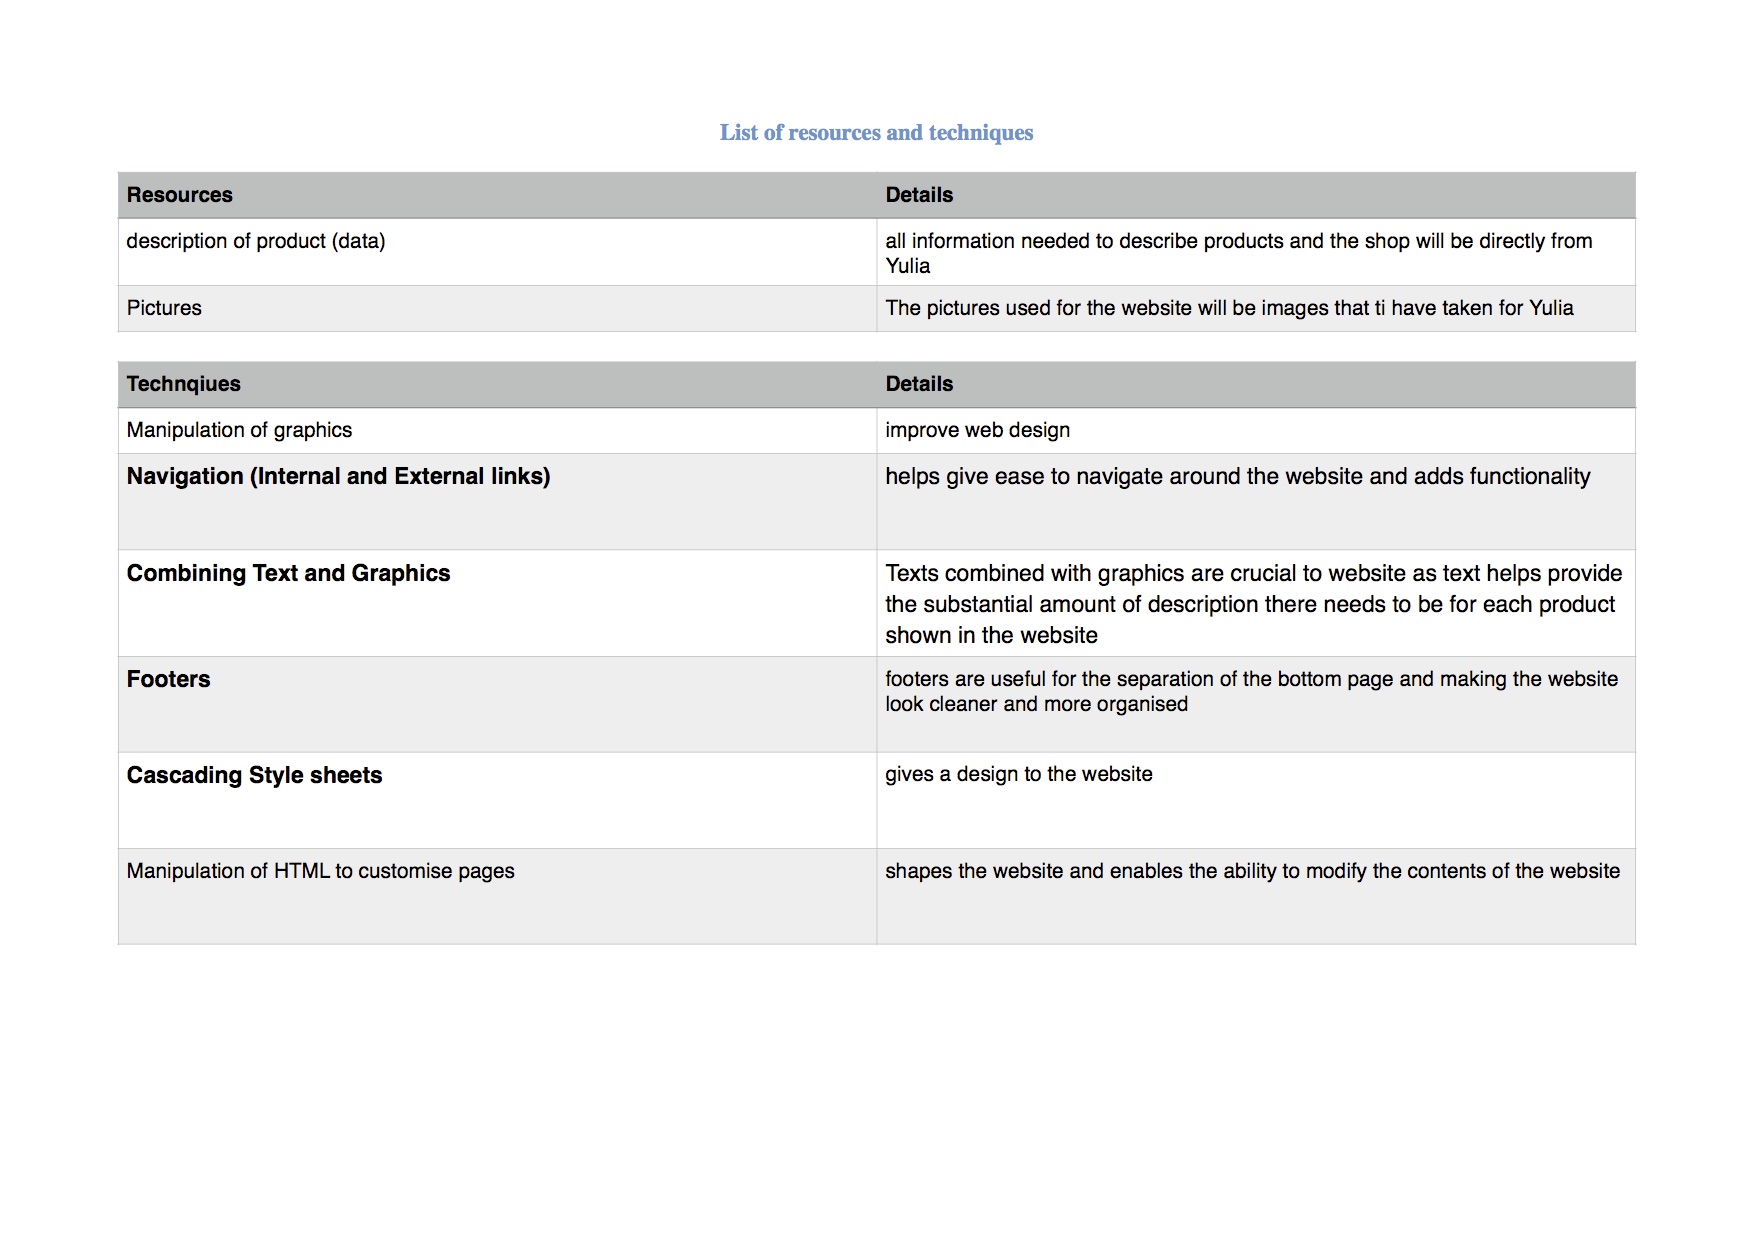 List of resources and techniques
Resources
Details
description of product (data)
all information needed to describe products and the shop will be directly from
Yulia
Pictures
The pictures used for the website will be images that ti have taken for Yulia
Technqiues
Details
Manipulation of graphics
improve web design
Navigation (Internal and External links)
helps give ease to navigate around the website and adds functionality
Combining Text and Graphics
Texts combined with graphics are crucial to website as text helps provide
the substantial amount of description there needs to be for each product
shown in the website
Footers
footers are useful for the separation of the bottom page and making the website
look cleaner and more organised
Cascading Style sheets
gives a design to the website
Manipulation of HTML to customise pages
shapes the website and enables the ability to modify the contents of the website